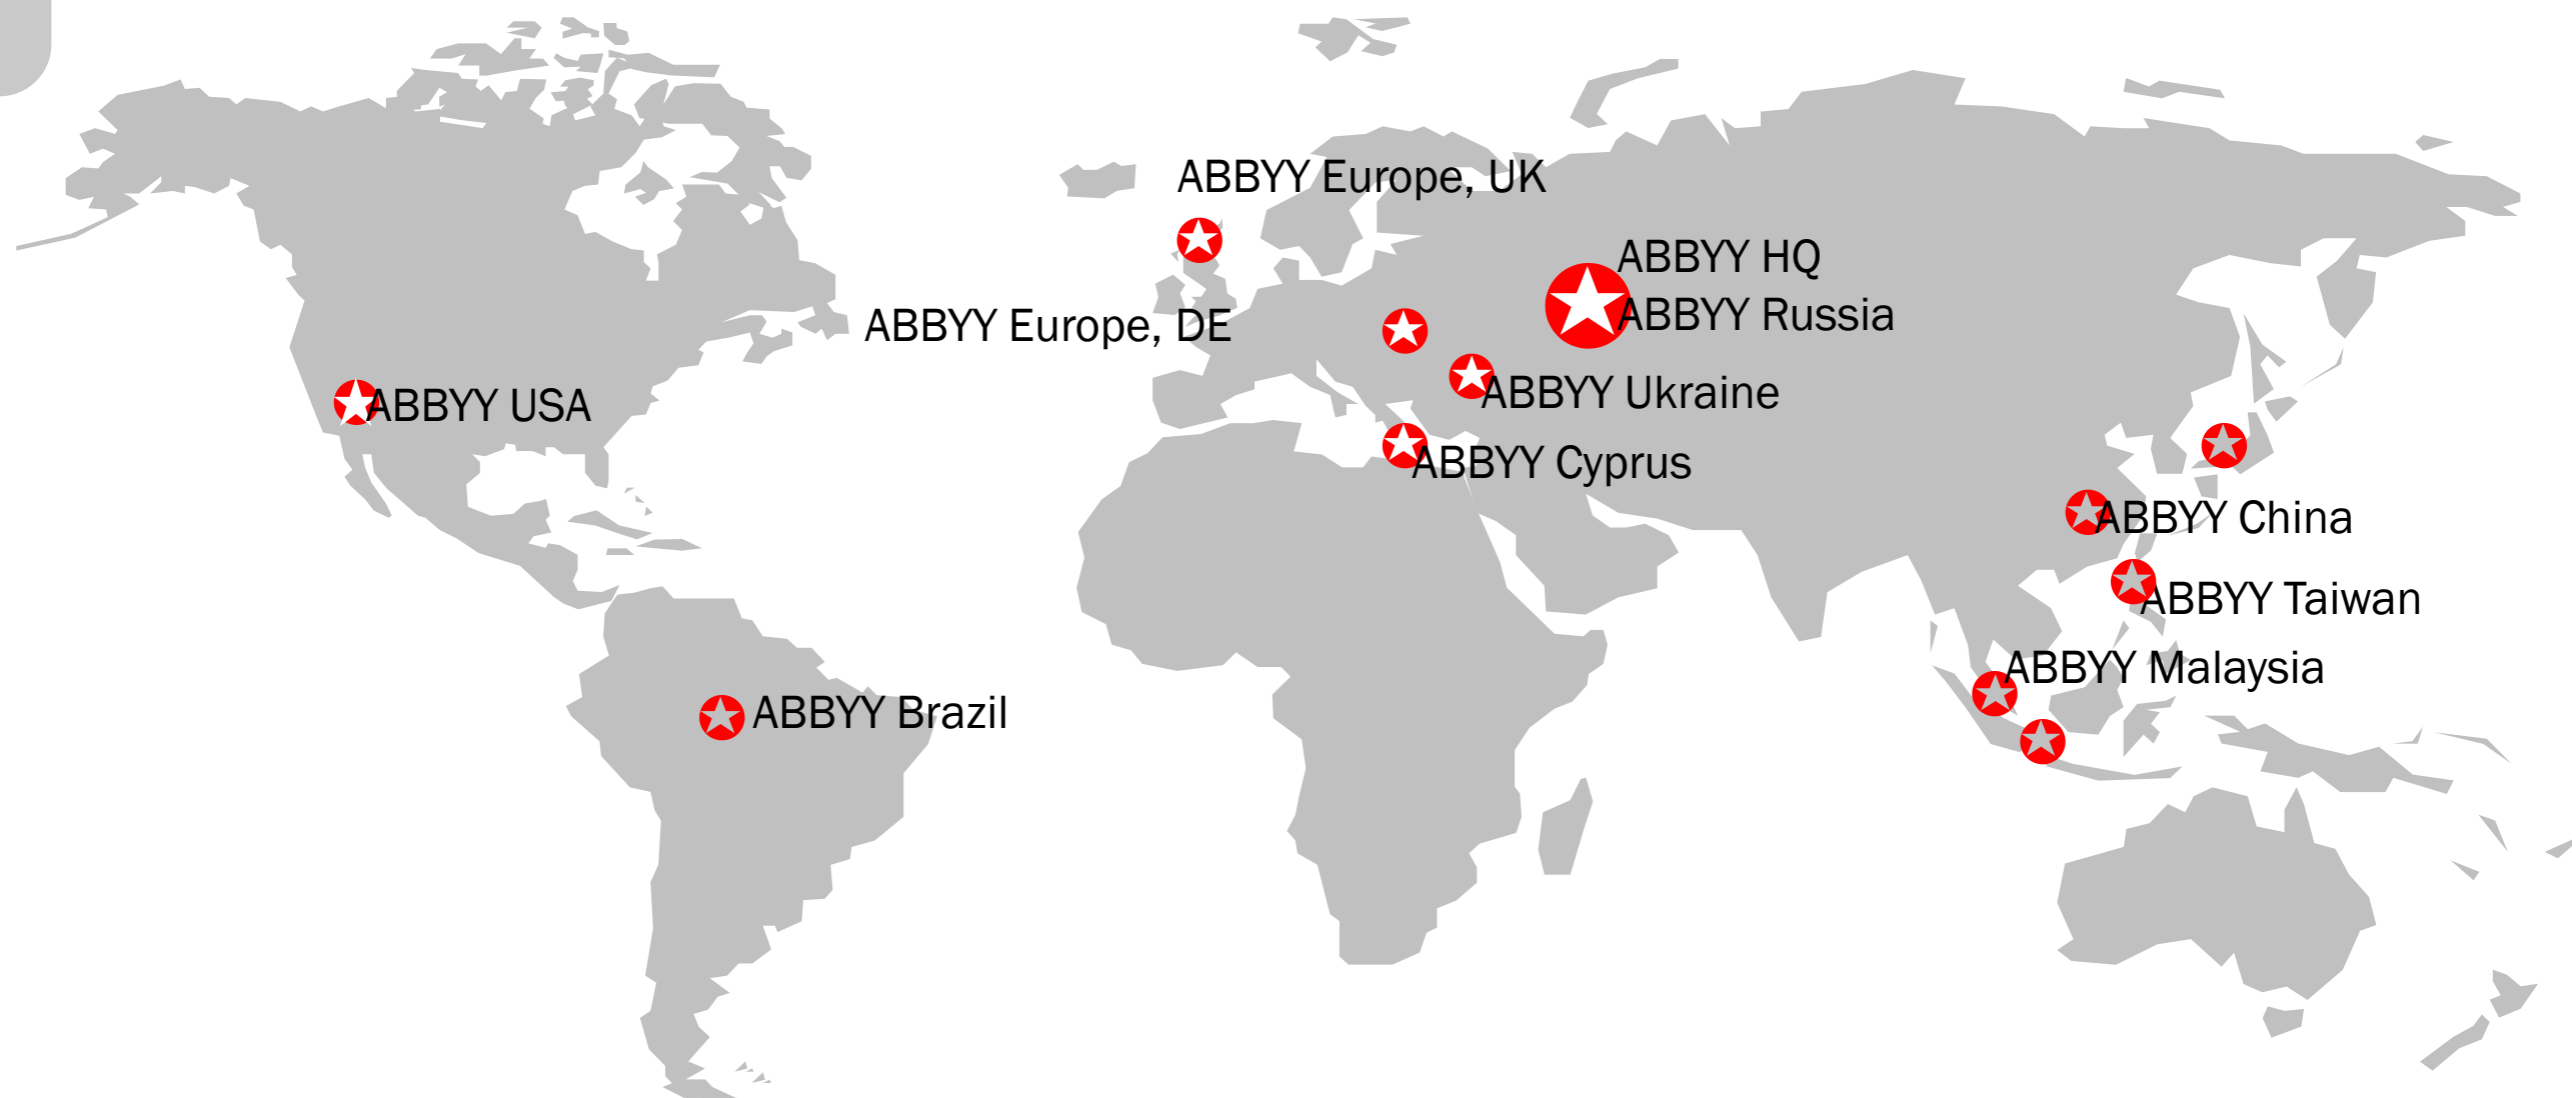 ABBYY Europe, UK
ABBYY HQ
ABBYY Russia
ABBYY Europe, DE
ABBYY Ukraine
ABBYY USA
ABBYY Cyprus
ABBYY China
ABBYY Taiwan
ABBYY Malaysia
ABBYY Brazil